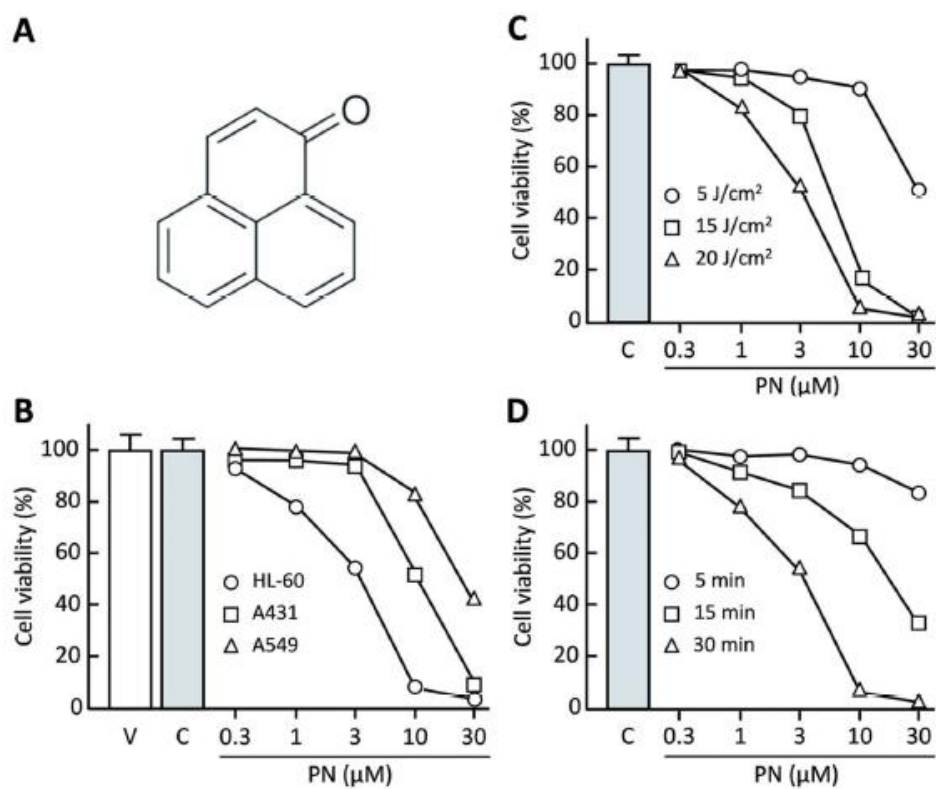 A
O
B
Cell viability (%)
100
80
60
40
20
0
HL-60
A431
A549
V
C
0.3
1
3
10
30
PN (μM)
C
Cell viability (%)
100
80
60
40
20
0
5 J/cm²
15 J/cm²
20 J/cm²
C
0.3
1
3
10
30
PN (μM)
D
Cell viability (%)
100
80
60
40
20
0
5 min
15 min
30 min
C
0.3
1
3
10
30
PN (μM)